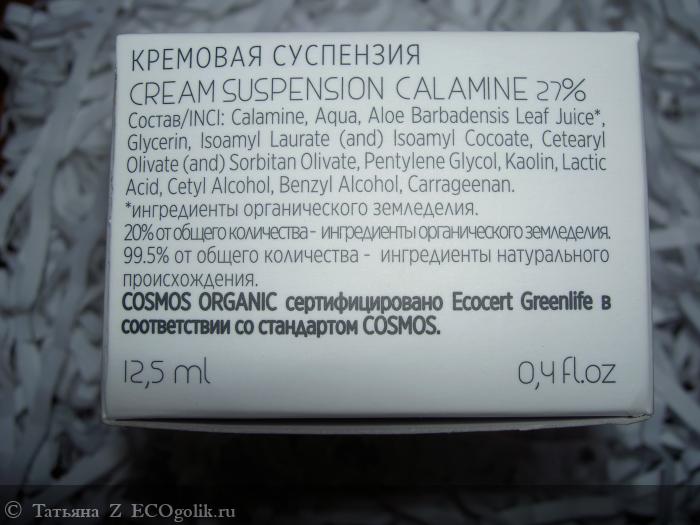 КРЕМОВАЯ СУСПЕНЗИЯ
CREAM SUSPENSION CALAMINE 27%
Состав/INCI: Calamine, Aqua, Aloe Barbadensis Leaf Juice*,
Glycerin, Isoamyl Laurate (and) Isoamyl Cocoate, Cetearyl
Olivate (and) Sorbitan Olivate, Pentylene Glycol, Kaolin, Lactic
Acid, Cetyl Alcohol, Benzyl Alcohol, Carrageenan.
*ингредиенты органического земледелия.
20% от общего количества - ингредиенты органического земледелия.
99.5% от общего количества - ингредиенты натурального
происхождения.
COSMOS ORGANIC сертифицировано Ecocert Greenlife в
соответствии со стандартом COSMOS.
12,5 ml 0,4 fl.oz
© Татьяна Z ECOgolik.ru